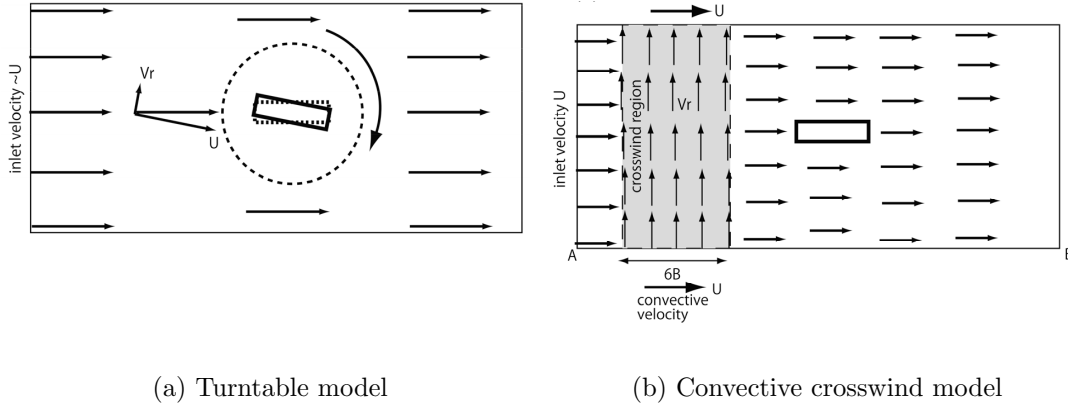 inlet velocity ~U
Vr
U
(a) Turntable model
U
inlet velocity U
crosswind region
Vr
A
B
6B
U
convective
velocity
(b) Convective crosswind model